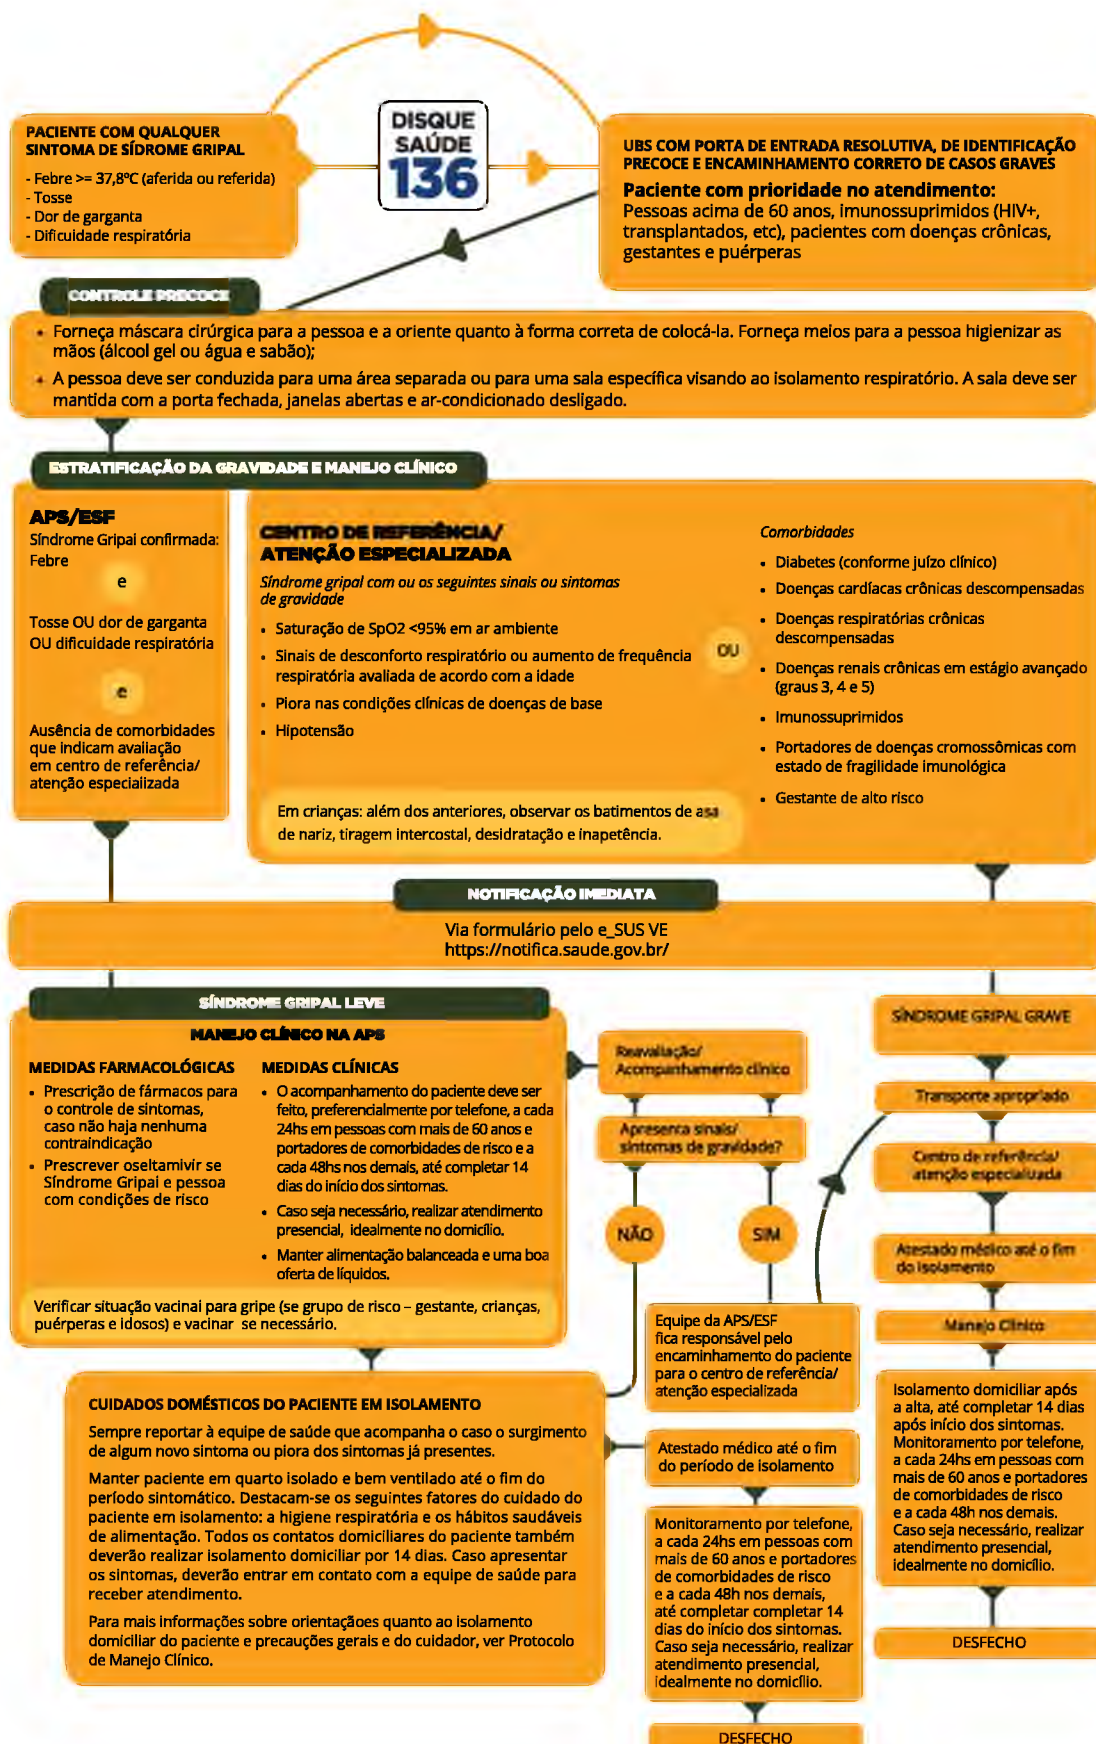 PACIENTE COM QUALQUER
SINTOMA DE SÍDROME GRIPAL
- Febre >= 37,8ºC (aferida ou referida)
- Tosse
- Dor de garganta
- Dificuidade respiratória
DISQUE
SAÚDE
136
UBS COM PORTA DE ENTRADA RESOLUTIVA, DE IDENTIFICAÇÃO
PRECOCE E ENCAMINHAMENTO CORRETO DE CASOS GRAVES
Paciente com prioridade no atendimento:
Pessoas acima de 60 anos, imunossuprimidos (HIV+,
transplantados, etc), pacientes com doenças crônicas,
gestantes e puérperas
CONTROLE PRECOCE
• Forneça máscara cirúrgica para a pessoa e a oriente quanto à forma correta de colocá-la. Forneça meios para a pessoa higienizar as
mãos (álcool gel ou água e sabão);
• A pessoa deve ser conduzida para uma área separada ou para uma sala específica visando ao isolamento respiratório. A sala deve ser
mantida com a porta fechada, janelas abertas e ar-condicionado desligado.
ESTRATIFICAÇÃO DA GRAVIDADE E MANEJO CLÍNICO
APS/ESF
Síndrome Gripai confirmada:
Febre
e
Tosse OU dor de garganta
OU dificuidade respiratória
e
Ausência de comorbidades
que indicam avaiiação
em centro de referência/
atenção especiaiizada
CENTRO DE REFERÊNCIA/
ATENÇÃO ESPECIALIZADA
Síndrome gripal com ou os seguintes sinais ou sintomas
de gravidade
• Saturação de SpO2 <95% em ar ambiente
• Sinais de desconforto respiratório ou aumento de frequência
respiratória avaliada de acordo com a idade
• Piora nas condições clínicas de doenças de base
• Hipotensão
Em crianças: além dos anteriores, observar os batimentos de asa
de nariz, tiragem intercostal, desidratação e inapetência.
OU
Comorbidades
• Diabetes (conforme juízo clínico)
• Doenças cardíacas crônicas descompensadas
• Doenças respiratórias crônicas
descompensadas
• Doenças renais crônicas em estágio avançado
(graus 3, 4 e 5)
• Imunossuprimidos
• Portadores de doenças cromossômicas com
estado de fragilidade imunológica
• Gestante de alto risco
NOTIFICAÇÃO IMEDIATA
Via formulário pelo e_SUS VE
https://notifica.saude.gov.br/
SÍNDROME GRIPAL LEVE
MANEJO CLÍNICO NA APS
MEDIDAS FARMACOLÓGICAS
• Prescrição de fármacos para
o controle de sintomas,
caso não haja nenhuma
contraindicação
• Prescrever oseltamivir se
Síndrome Gripai e pessoa
com condições de risco
MEDIDAS CLÍNICAS
• O acompanhamento do paciente deve ser
feito, preferencialmente por telefone, a cada
24hs em pessoas com mais de 60 anos e
portadores de comorbidades de risco e a
cada 48hs nos demais, até completar 14
dias do início dos sintomas.
• Caso seja necessário, realizar atendimento
presencial, idealmente no domicílio.
• Manter alimentação balanceada e uma boa
oferta de líquidos.
Verificar situação vacinal para gripe (se grupo de risco – gestante, crianças,
puérperas e idosos) e vacinar se necessário.
Reavaliação/
Acompanhamento clínico
Apresenta sinais/
sintomas de gravidade?
NÃO
SIM
Equipe da APS/ESF
fica responsável pelo
encaminhamento do paciente
para o centro de referência/
atenção especializada
SÍNDROME GRIPAL GRAVE
Transporte apropriado
Centro de referência/
atenção especializada
Atestado médico até o fim
do isolamento
Manejo Clínico
Isolamento domiciliar após
a alta, até completar 14 dias
após início dos sintomas.
Monitoramento por telefone,
a cada 24hs em pessoas com
mais de 60 anos e portadores
de comorbidades de risco
e a cada 48h nos demais.
Caso seja necessário, realizar
atendimento presencial,
idealmente no domicílio.
DESFECHO
CUIDADOS DOMÉSTICOS DO PACIENTE EM ISOLAMENTO
Sempre reportar à equipe de saúde que acompanha o caso o surgimento
de algum novo sintoma ou piora dos sintomas já presentes.
Manter paciente em quarto isolado e bem ventilado até o fim do
período sintomático. Destacam-se os seguintes fatores do cuidado do
paciente em isolamento: a higiene respiratória e os hábitos saudáveis
de alimentação. Todos os contatos domiciliares do paciente também
deverão realizar isolamento domiciliar por 14 dias. Caso apresentar
os sintomas, deverão entrar em contato com a equipe de saúde para
receber atendimento.
Para mais informações sobre orientaçãoes quanto ao isolamento
domiciliar do paciente e precauções gerais e do cuidador, ver Protocolo
de Manejo Clínico.
Atestado médico até o fim
do período de isolamento
Monitoramento por telefone,
a cada 24hs em pessoas com
mais de 60 anos e portadores
de comorbidades de risco
e a cada 48h nos demais,
até completar completar 14
dias do início dos sintomas.
Caso seja necessário, realizar
atendimento presencial,
idealmente no domicílio.
DESFECHO